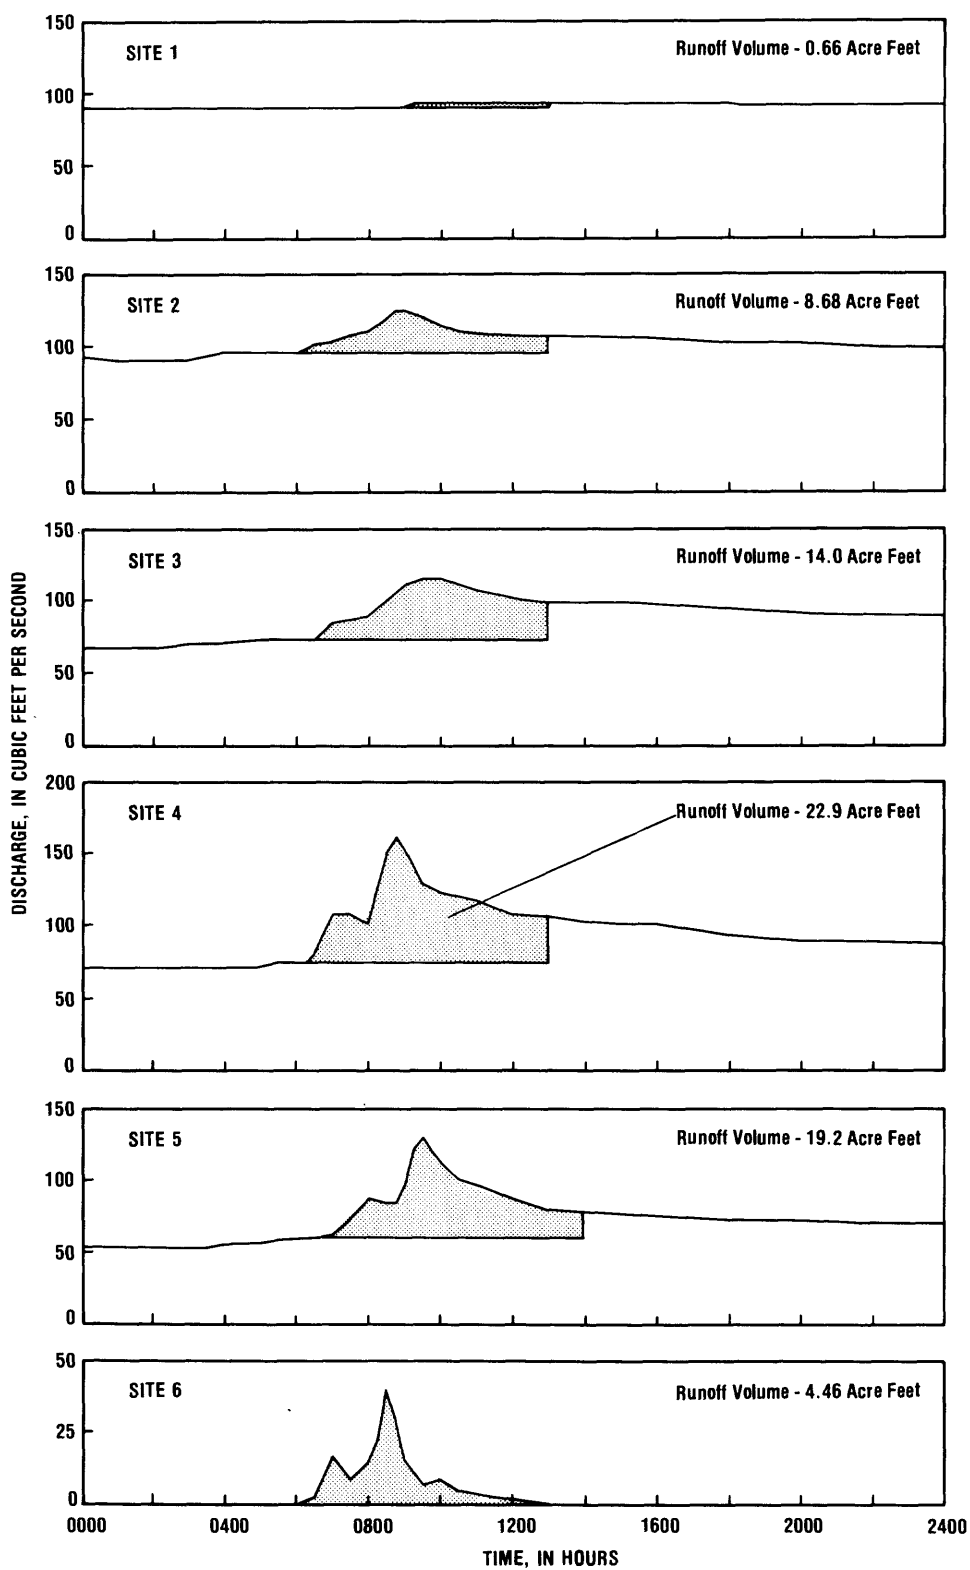 150
SITE 1
Runoff Volume - 0.66 Acre Feet
100
50
0
150
SITE 2
Runoff Volume - 8.68 Acre Feet
100
50
0
150
SITE 3
Runoff Volume - 14.0 Acre Feet
100
50
0
200
SITE 4
Runoff Volume - 22.9 Acre Feet
150
100
50
0
150
SITE 5
Runoff Volume - 19.2 Acre Feet
100
50
0
50
SITE 6
Runoff Volume - 4.46 Acre Feet
25
0
0000 0400 0800 1200 1600 2000 2400
TIME, IN HOURS
DISCHARGE, IN CUBIC FEET PER SECOND